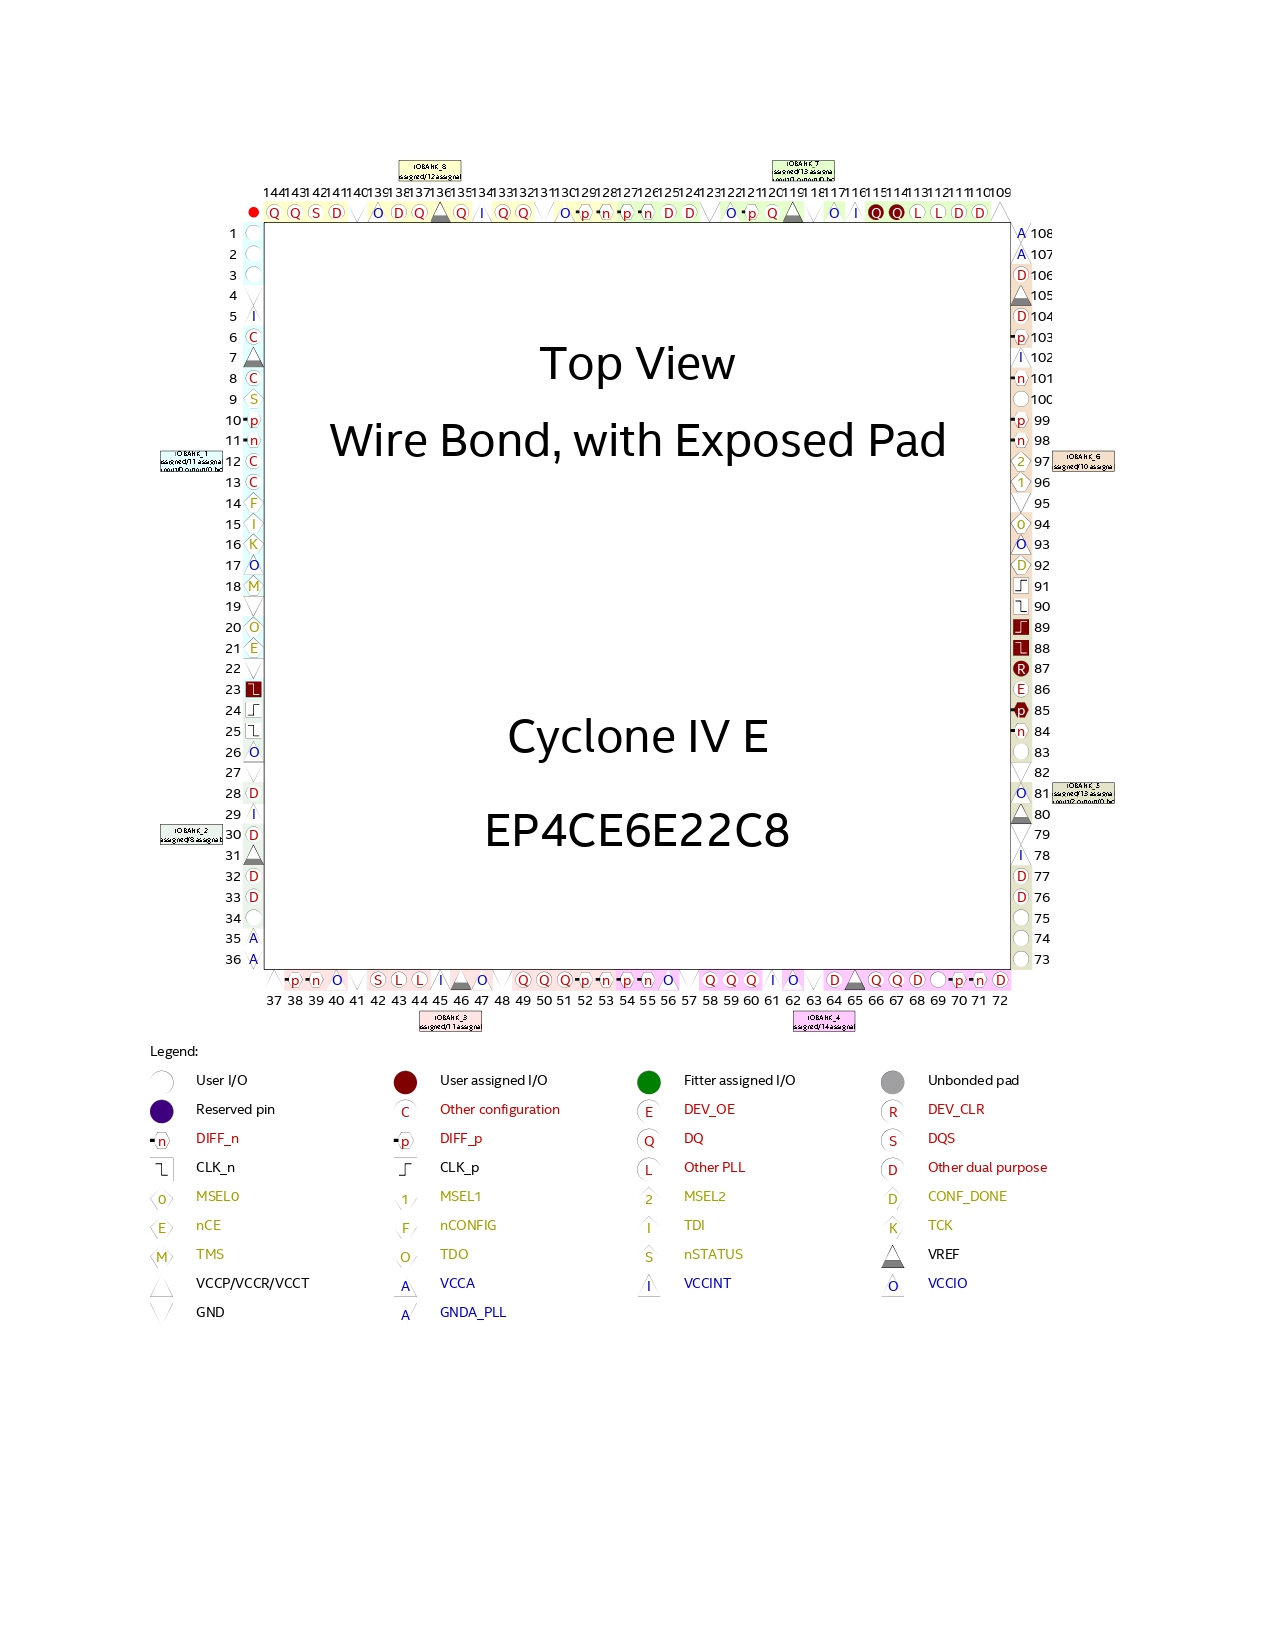 IOBANK_8
IOBANK_7
144 143 142 141 140 139 138 137 136 135 134 133 132 131 130 129 128 127 126 125 124 123 122 121 120 119 118 117 116 115 114 113 112 111 110 109
Q Q S D O D Q Q I Q Q O p n p n D D O p Q O I Q Q L L D D
1 A 108
2 A 107
3 D 106
4 105
5 I D 104
6 C p 103
7 I 102
8 C n 101
9 S 100
10 p p 99
11 n n 98
IOBANK_1
12 C 2 97
IOBANK_6
13 C 1 96
14 F 95
15 I 0 94
16 K O 93
17 O D 92
18 M 91
19 90
20 O 89
21 E 88
22 R 87
23 E 86
24 p 85
25 n 84
26 O 83
27 82
28 D O 81
IOBANK_5
29 I 80
IOBANK_2
30 D 79
31 I 78
32 D D 77
33 D D 76
34 75
35 A 74
36 A 73
Top View
Wire Bond, with Exposed Pad
Cyclone IV E
EP4CE6E22C8
p n O S L L I O Q Q Q p n p n O Q Q Q I O D Q Q D p n D
37 38 39 40 41 42 43 44 45 46 47 48 49 50 51 52 53 54 55 56 57 58 59 60 61 62 63 64 65 66 67 68 69 70 71 72
IOBANK_3
IOBANK_4
Legend:
User I/O User assigned I/O Fitter assigned I/O Unbonded pad
Reserved pin C Other configuration E DEV_OE R DEV_CLR
n DIFF_n p DIFF_p Q DQ S DQS
CLK_n CLK_p L Other PLL D Other dual purpose
0 MSEL0 1 MSEL1 2 MSEL2 D CONF_DONE
E nCE F nCONFIG I TDI K TCK
M TMS O TDO S nSTATUS VREF
VCCP/VCCR/VCCT A VCCA I VCCINT O VCCIO
GND A GNDA_PLL